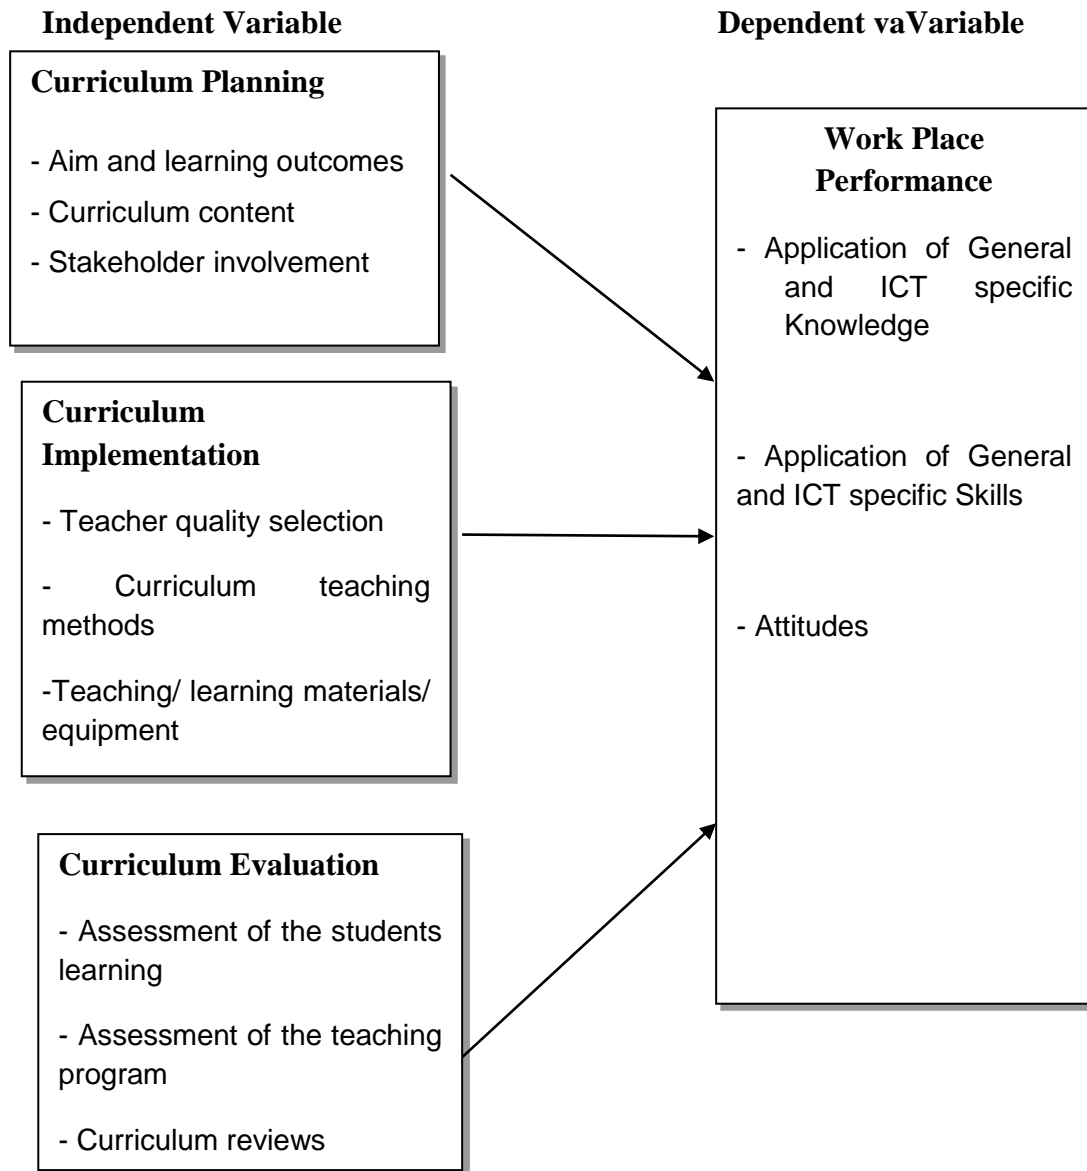 Independent Variable
Dependent vaVariable
Curriculum Planning
- Aim and learning outcomes
- Curriculum content
- Stakeholder involvement
Curriculum
Implementation
- Teacher quality selection
- Curriculum teaching
methods
-Teaching/ learning materials/
equipment
Curriculum Evaluation
- Assessment of the students
learning
- Assessment of the teaching
program
- Curriculum reviews
Work Place
Performance
- Application of General
and ICT specific
Knowledge
- Application of General
and ICT specific Skills
- Attitudes